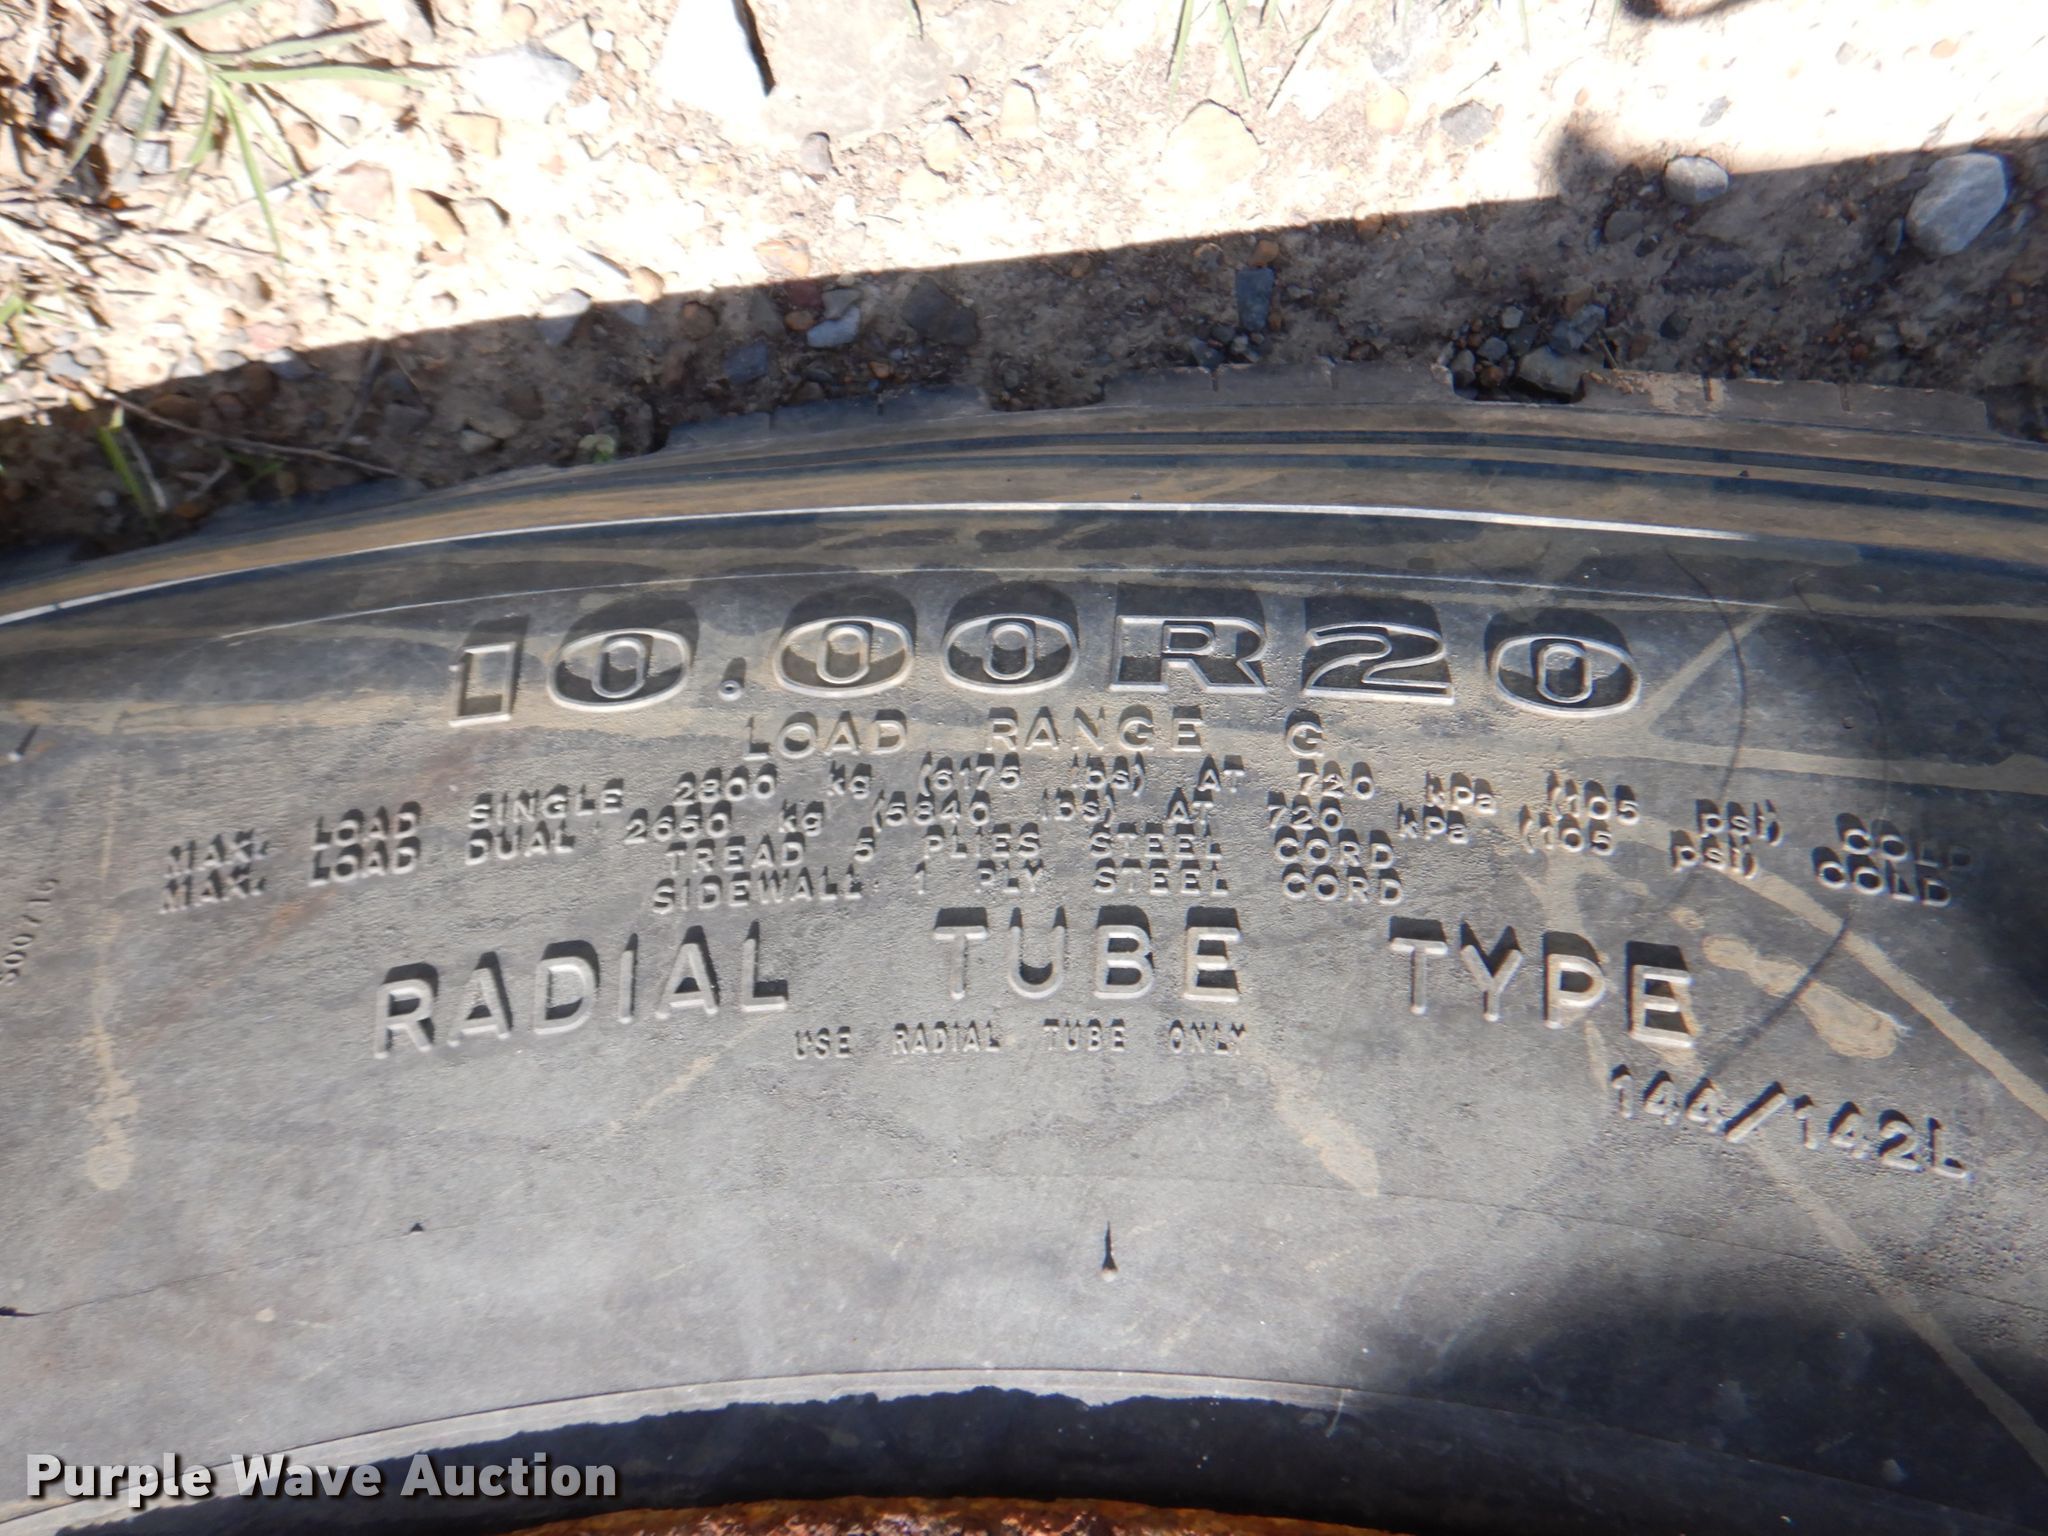 10.00R20
LOAD RANGE G
MAX. LOAD SINGLE 2800 kg (6175 lbs) AT 720 kPa (105 psi) COLD
MAX. LOAD DUAL 2650 kg (5840 lbs) AT 720 kPa (105 psi) COLD
TREAD 5 PLIES STEEL CORD
SIDEWALL 1 PLY STEEL CORD
RADIAL TUBE TYPE
USE RADIAL TUBE ONLY
144/142L
Purple Wave Auction